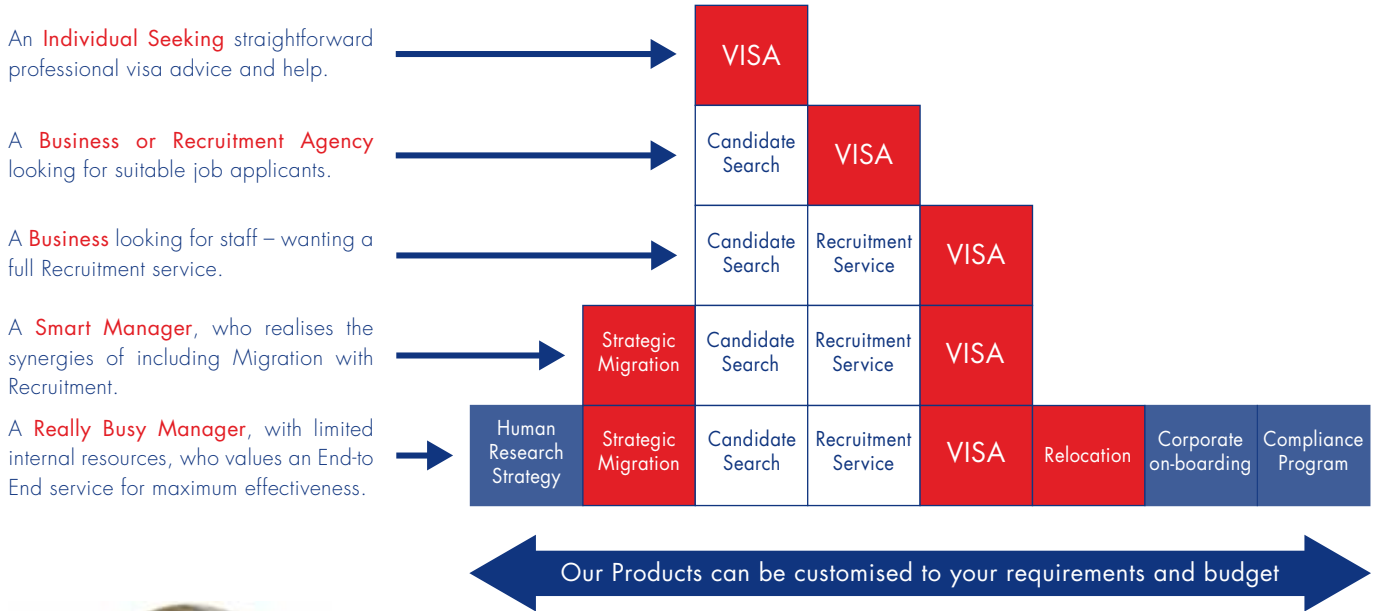 An Individual Seeking straightforward
professional visa advice and help.
VISA
A Business or Recruitment Agency
looking for suitable job applicants.
Candidate
Search
VISA
A Business looking for staff – wanting a
full Recruitment service.
Candidate
Search
Recruitment
Service
VISA
A Smart Manager, who realises the
synergies of including Migration with
Recruitment.
Strategic
Migration
Candidate
Search
Recruitment
Service
VISA
A Really Busy Manager, with limited
internal resources, who values an End-to
End service for maximum effectiveness.
Human
Research
Strategy
Strategic
Migration
Candidate
Search
Recruitment
Service
VISA
Relocation
Corporate
on-boarding
Compliance
Program
Our Products can be customised to your requirements and budget